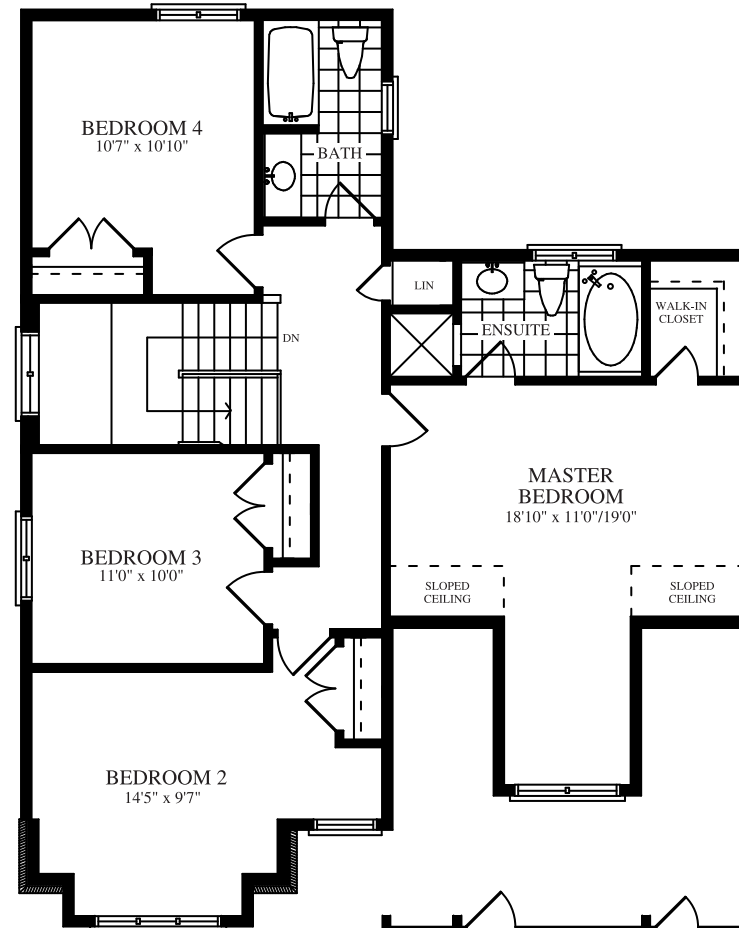 BEDROOM 4
10'7" x 10'10"
BATH
LIN
ENSUITE
WALK-IN
CLOSET
DN
MASTER
BEDROOM
18'10" x 11'0"/19'0"
BEDROOM 3
11'0" x 10'0"
SLOPED
CEILING
SLOPED
CEILING
BEDROOM 2
14'5" x 9'7"